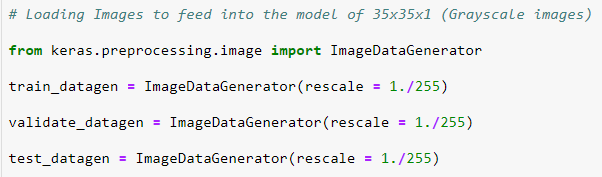 # Loading Images to feed into the model of 35x35x1 (Grayscale images)
from keras.preprocessing.image import ImageDataGenerator
train_datagen = ImageDataGenerator(rescale = 1./255)
validate_datagen = ImageDataGenerator(rescale = 1./255)
test_datagen = ImageDataGenerator(rescale = 1./255)